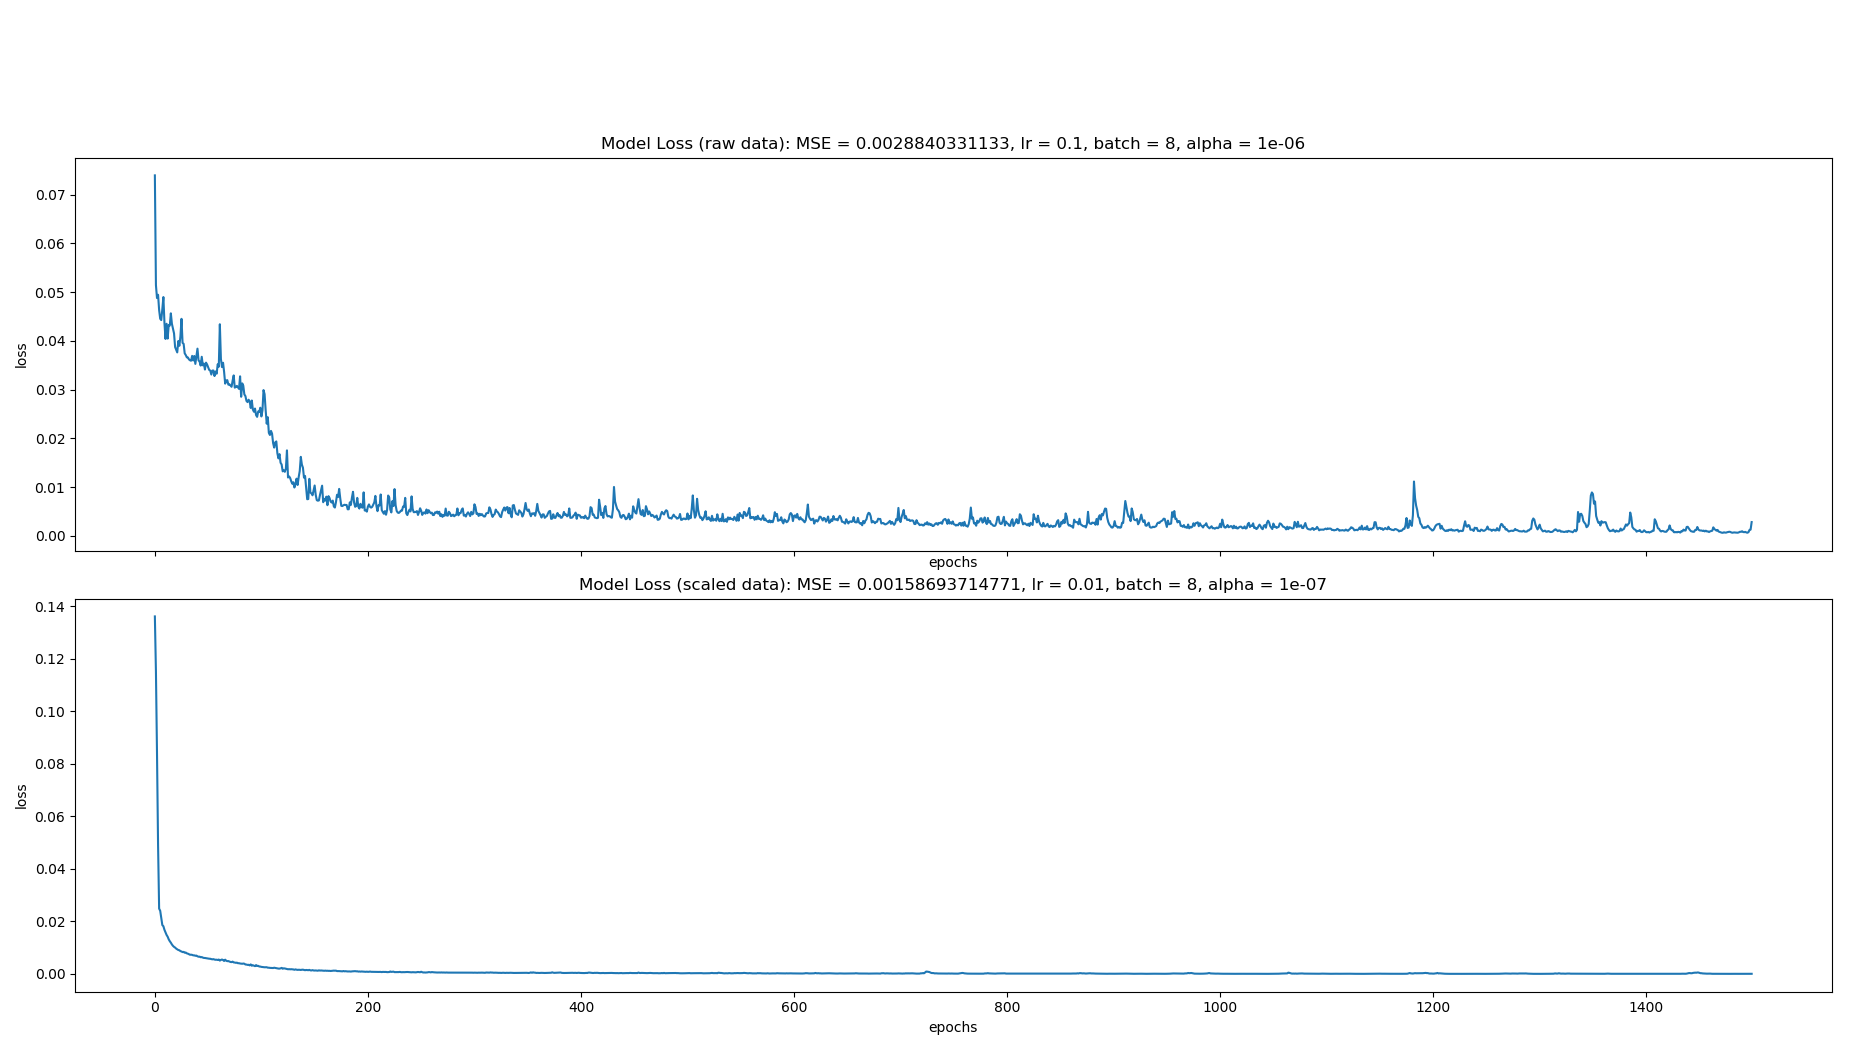 Model Loss (raw data): MSE = 0.0028840331133, lr = 0.1, batch = 8, alpha = 1e-06
0.07
0.06
0.05
0.04
0.03
0.02
0.01
0.00
loss
epochs
Model Loss (scaled data): MSE = 0.00158693714771, lr = 0.01, batch = 8, alpha = 1e-07
0.14
0.12
0.10
0.08
0.06
0.04
0.02
0.00
loss
0 200 400 600 800 1000 1200 1400
epochs